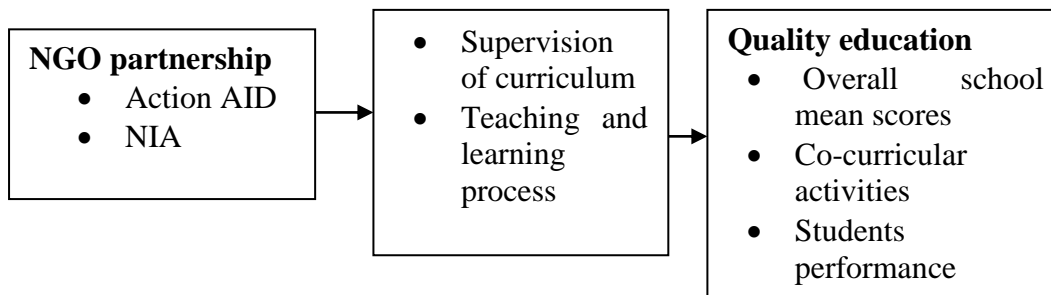 NGO partnership
• Action AID
• NIA
• Supervision
of curriculum
• Teaching and
learning
process
Quality education
• Overall school
mean scores
• Co-curricular
activities
• Students
performance